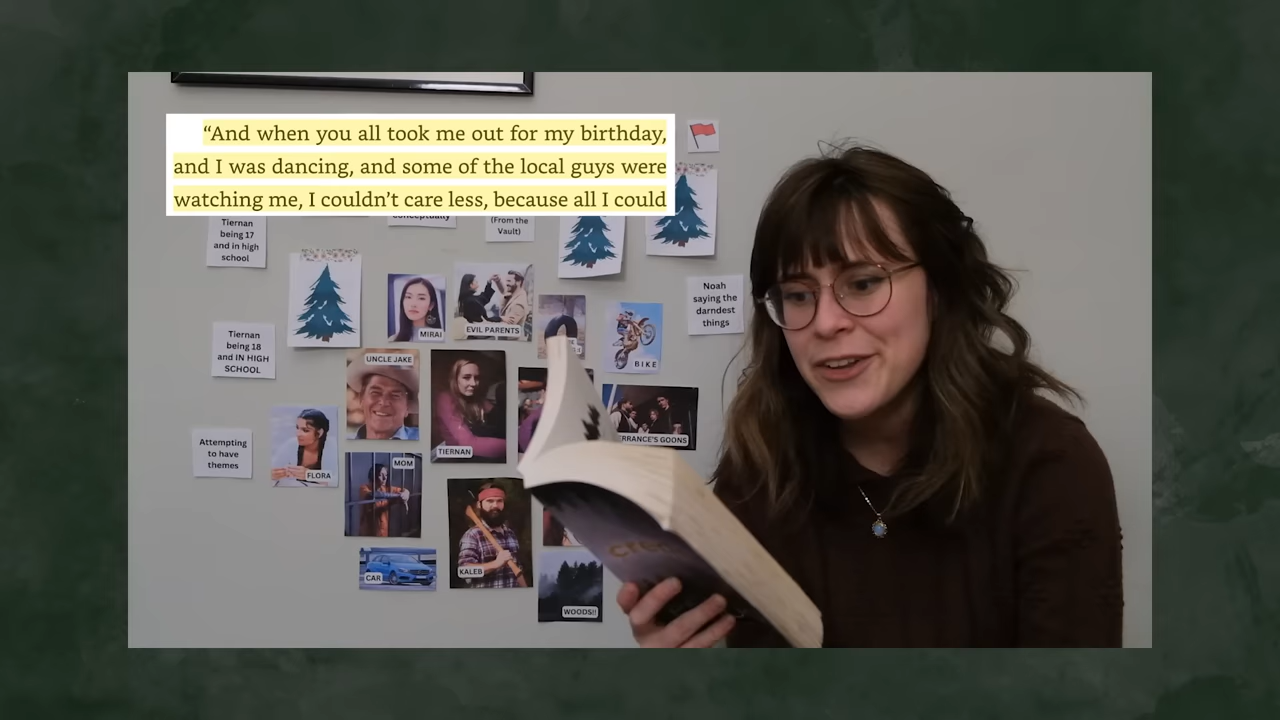 “And when you all took me out for my birthday,
and I was dancing, and some of the local guys were
watching me, I couldn’t care less, because all I could
Tiernan
being 17
and in high
school
conceptually
(From the
Vault)
Noah
saying the
darndest
things
MIRAI
EVIL PARENTS
BIKE
Tiernan
being 18
and IN HIGH
SCHOOL
UNCLE JAKE
TIERNAN
ERRANCE'S GOONS
Attempting
to have
themes
FLORA
MOM
KALEB
CAR
WOODS!!